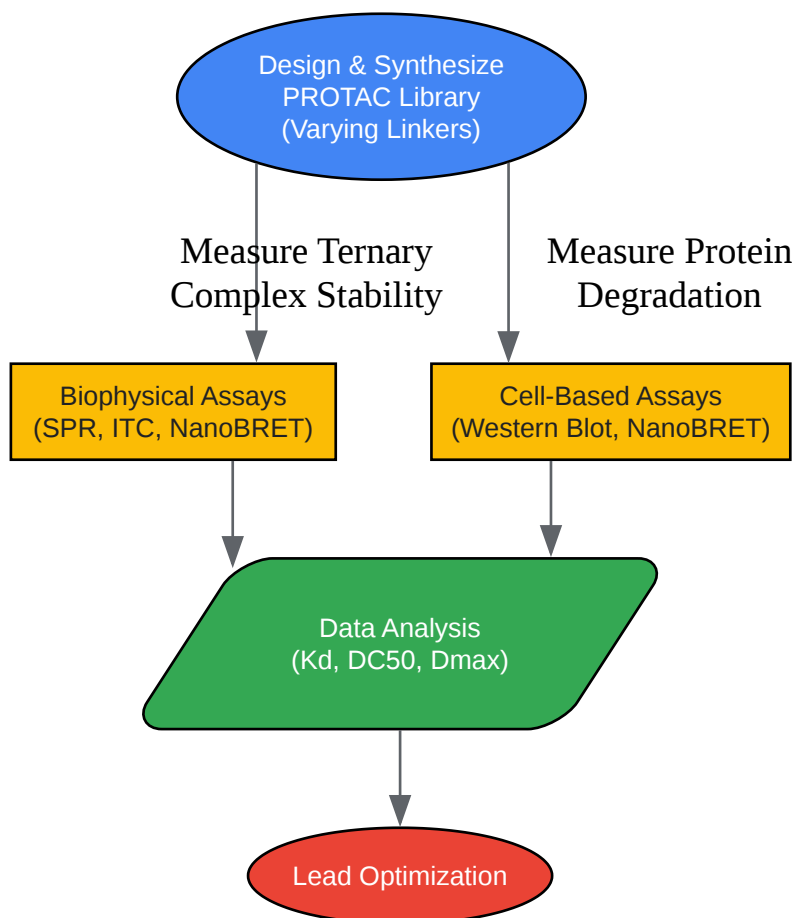 Design & Synthesize
PROTAC Library
(Varying Linkers)
Measure Ternary
Complex Stability
Measure Protein
Degradation
Biophysical Assays
(SPR, ITC, NanoBRET)
Cell-Based Assays
(Western Blot, NanoBRET)
Data Analysis
(Kd, DC50, Dmax)
Lead Optimization